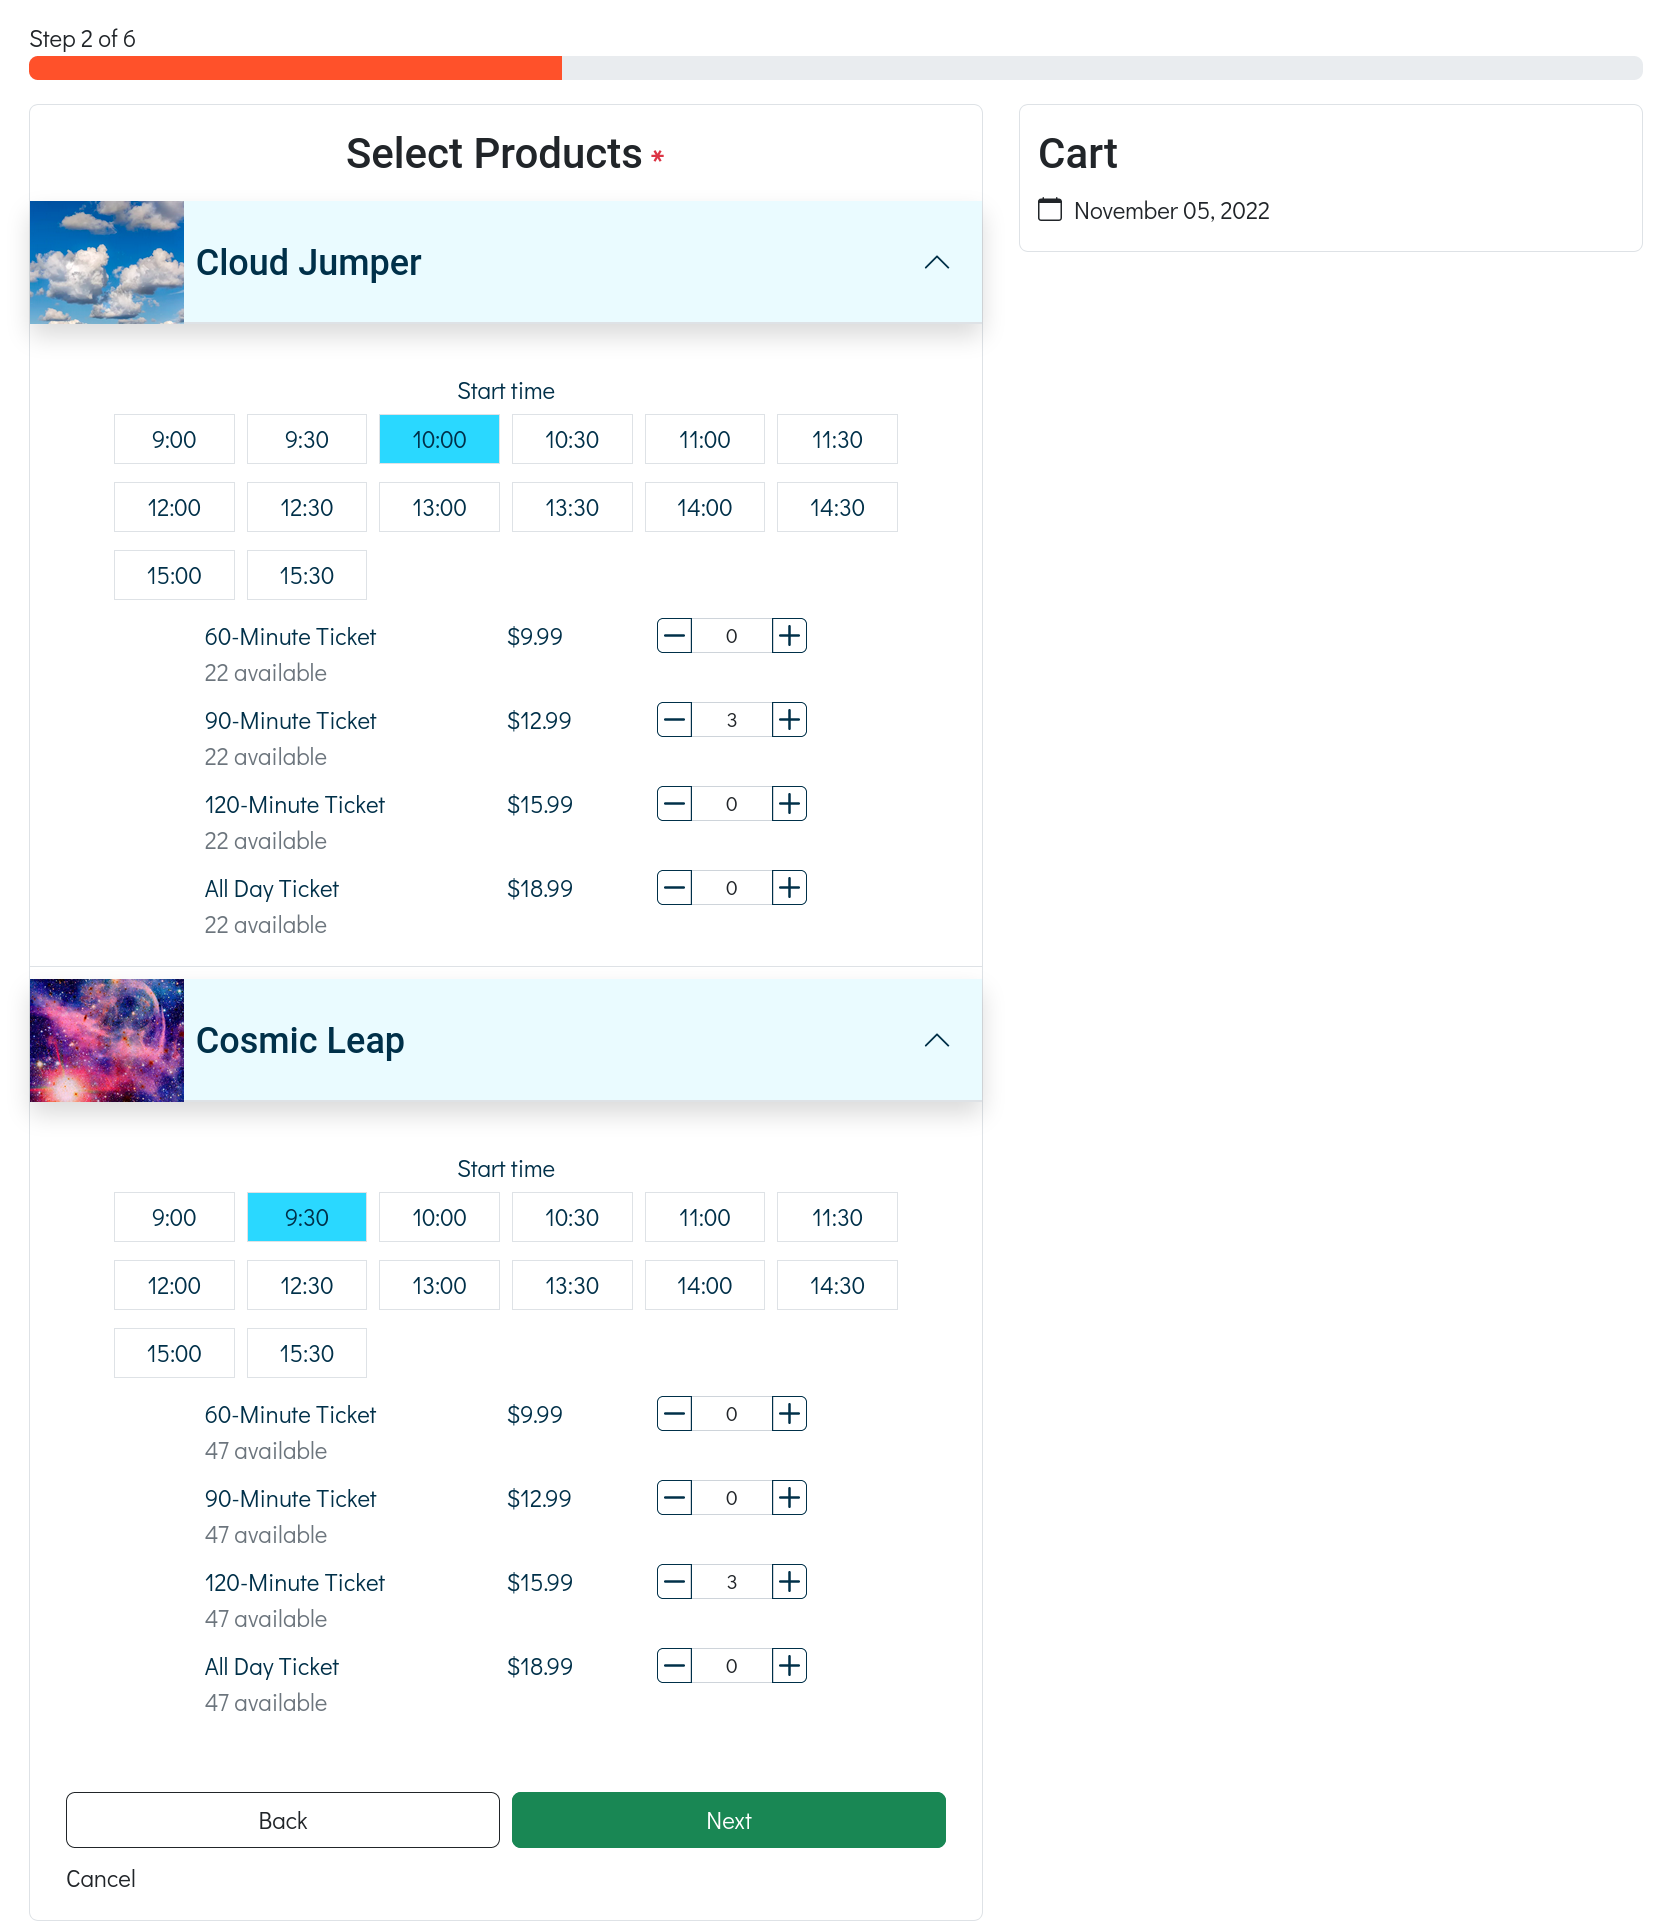 Step 2 of 6
Select Products *
Cloud Jumper
Start time
9:00 9:30 10:00 10:30 11:00 11:30
12:00 12:30 13:00 13:30 14:00 14:30
15:00 15:30
60-Minute Ticket $9.99 0
22 available
90-Minute Ticket $12.99 3
22 available
120-Minute Ticket $15.99 0
22 available
All Day Ticket $18.99 0
22 available
Cosmic Leap
Start time
9:00 9:30 10:00 10:30 11:00 11:30
12:00 12:30 13:00 13:30 14:00 14:30
15:00 15:30
60-Minute Ticket $9.99 0
47 available
90-Minute Ticket $12.99 0
47 available
120-Minute Ticket $15.99 3
47 available
All Day Ticket $18.99 0
47 available
Back Next
Cancel
Cart
November 05, 2022